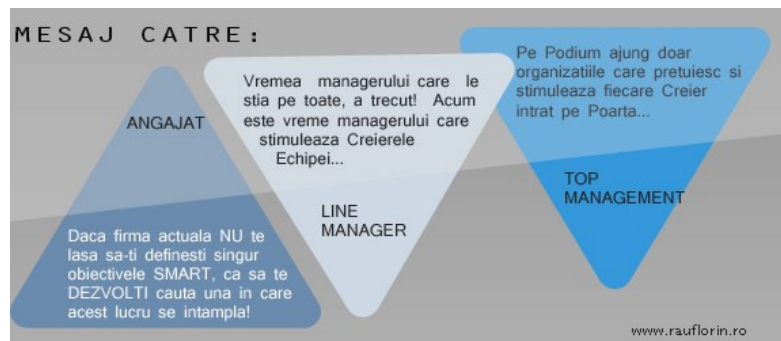 MESAJ CATRE:
ANGAJAT
Daca firma actuala NU te
lasa sa-ti definesti singur
obiectivele SMART, ca sa te
DEZVOLTI cauta una in care
acest lucru se intampla!
Vremea managerului care le
stia pe toate, a trecut! Acum
este vreme managerului care
stimuleaza Creierele
Echipei...
LINE
MANAGER
Pe Podium ajung doar
organizatiile care pretuiesc si
stimuleaza fiecare Creier
intrat pe Poarta...
TOP
MANAGEMENT
www.rauflorin.ro